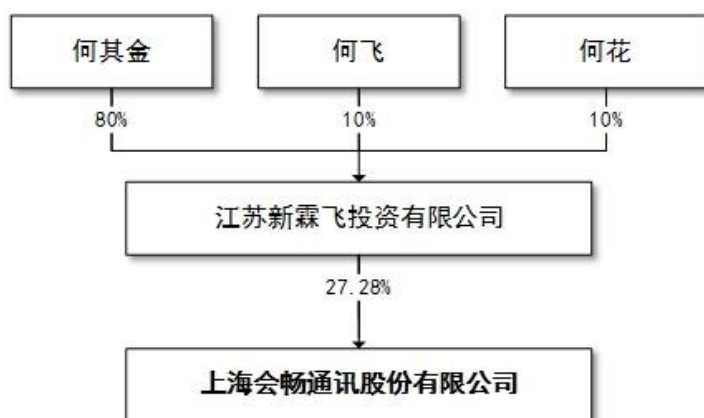 何其金
何飞
何花
80%
10%
10%
江苏新霖飞投资有限公司
27.28%
上海会畅通讯股份有限公司